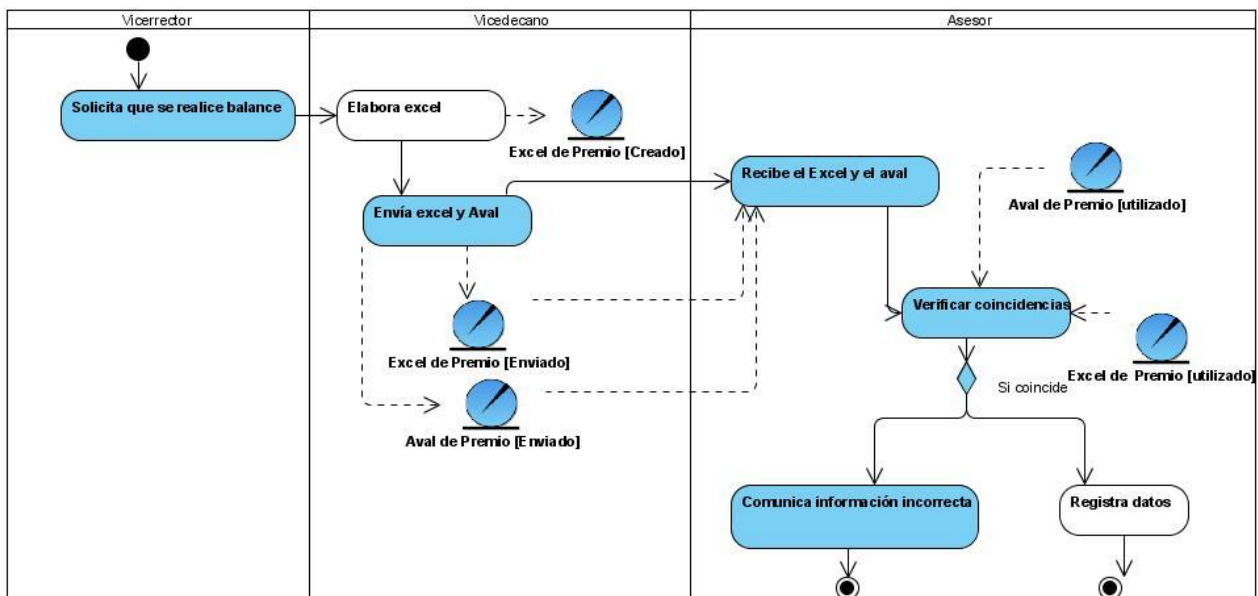 Vicerrector
Vicedecano
Asesor
Solicita que se realice balance
Elabora excel
Excel de Premio [Creado]
Recibe el Excel y el aval
Aval de Premio [utilizado]
Envía excel y Aval
Verificar coincidencias
Excel de Premio [Enviado]
Excel de Premio [utilizado]
Si coincide
Aval de Premio [Enviado]
Comunica información incorrecta
Registra datos